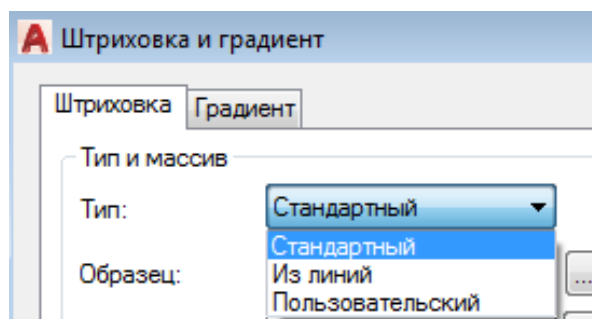 Штриховка и градиент
Штриховка Градиент
Тип и массив
Тип: Стандартный
Стандартный
Образец: Из линий ...
Пользовательский